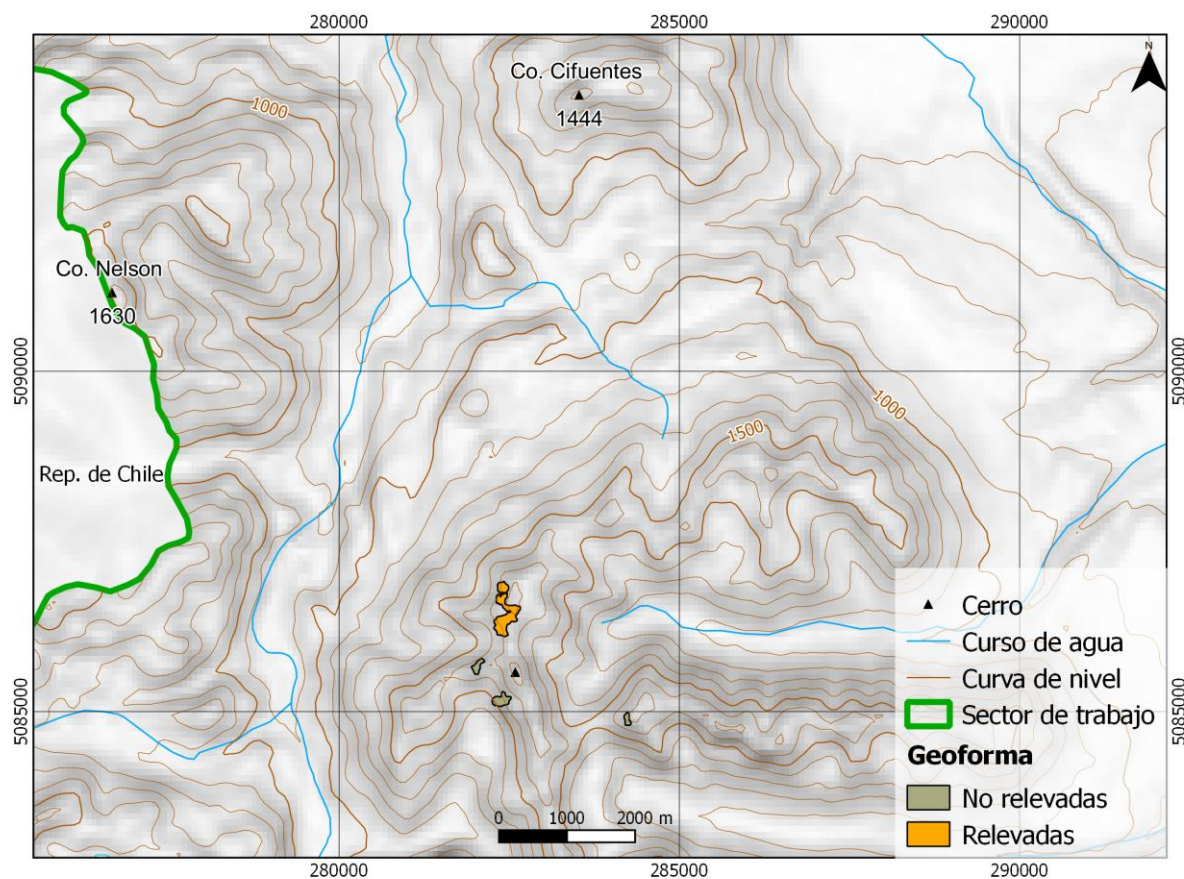 280000
285000
290000
N
Co. Cifuentes
1444
1000
Co. Nelson
1630
5090000
5090000
1000
1500
Rep. de Chile
Cerro
Curso de agua
Curva de nivel
5085000
Sector de trabajo
5085000
Geoforma
No relevadas
0 1000 2000 m
Relevadas
280000
285000
290000